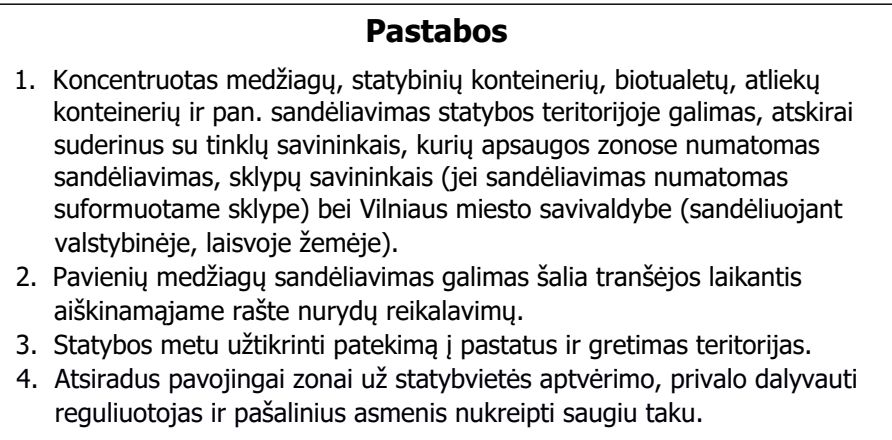 Pastabos
1. Koncentruotas medžiagų, statybinių konteinerių, biotualetų, atliekų
konteinerių ir pan. sandėliavimas statybos teritorijoje galimas, atskirai
suderinus su tinklų savininkais, kurių apsaugos zonose numatomas
sandėliavimas, sklypų savininkais (jei sandėliavimas numatomas
suformuotame sklype) bei Vilniaus miesto savivaldybe (sandėliuojant
valstybinėje, laisvoje žemėje).
2. Pavienių medžiagų sandėliavimas galimas šalia tranšėjos laikantis
aiškinamąjame rašte nurydų reikalavimų.
3. Statybos metu užtikrinti patekimą į pastatus ir gretimas teritorijas.
4. Atsiradus pavojingai zonai už statybvietės aptvėrimo, privalo dalyvauti
reguliuotojas ir pašalinius asmenis nukreipti saugiu taku.